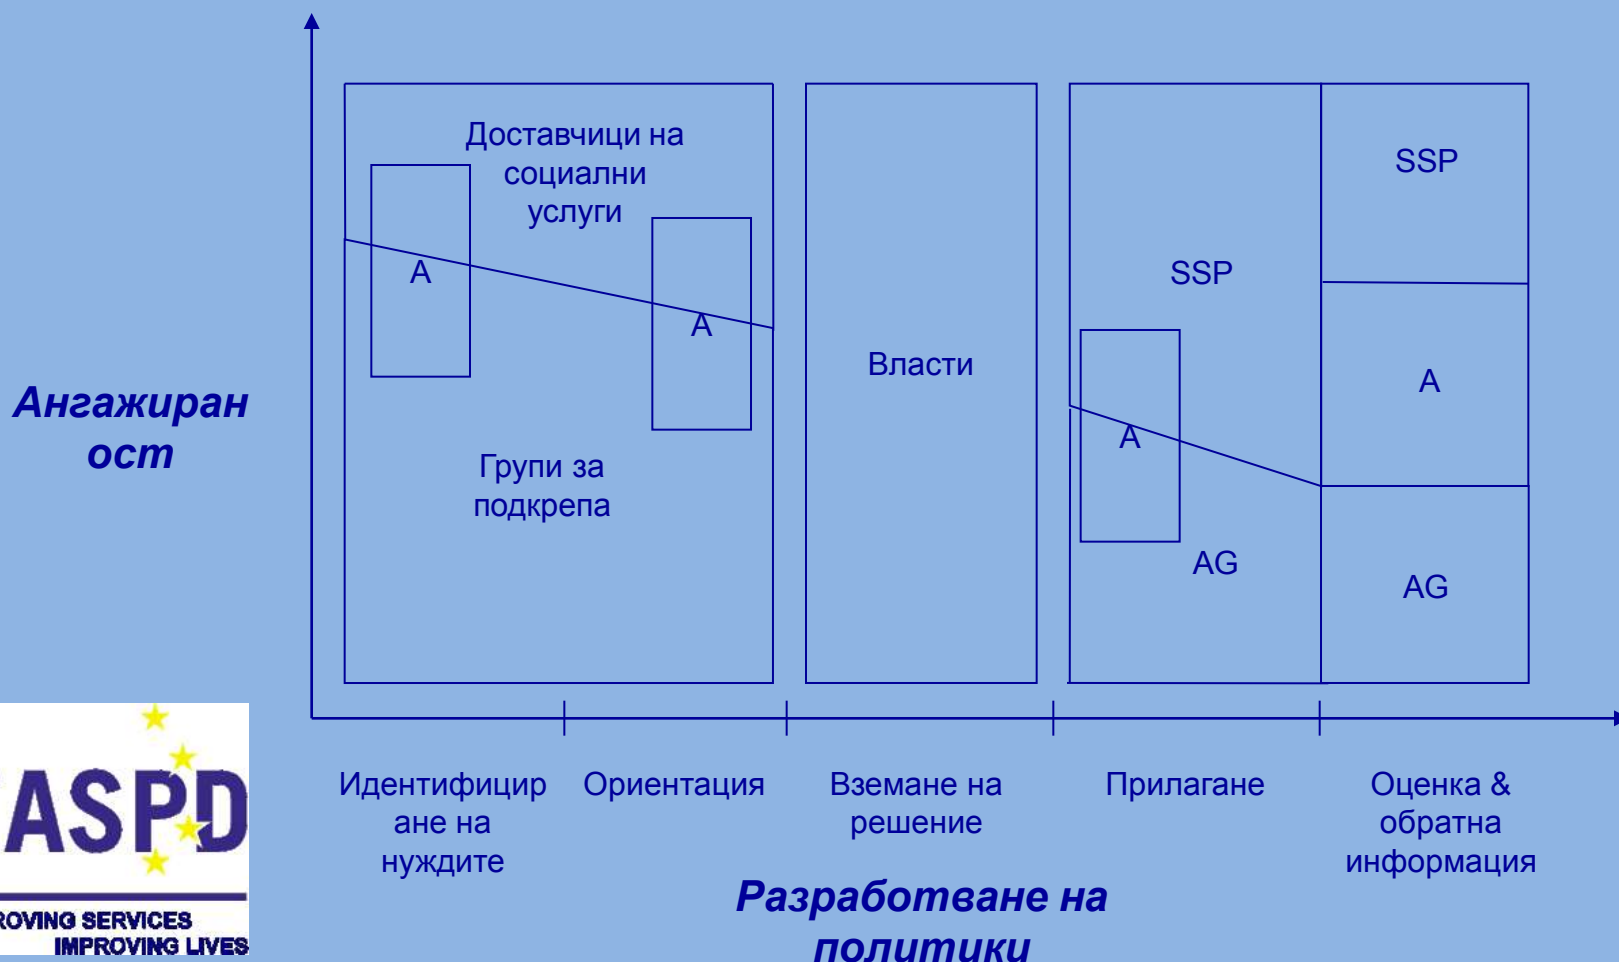 Доставчици на
социални
услуги
SSP
A
SSP
A
Власти
A
Ангажиран
ост
A
Групи за
подкрепа
AG
AG
Идентифицир
ане на
нуждите
Ориентация
Вземане на
решение
Прилагане
Оценка &
обратна
информация
Разработване на
политики
ASPD
ROVING SERVICES
IMPROVING LIVES